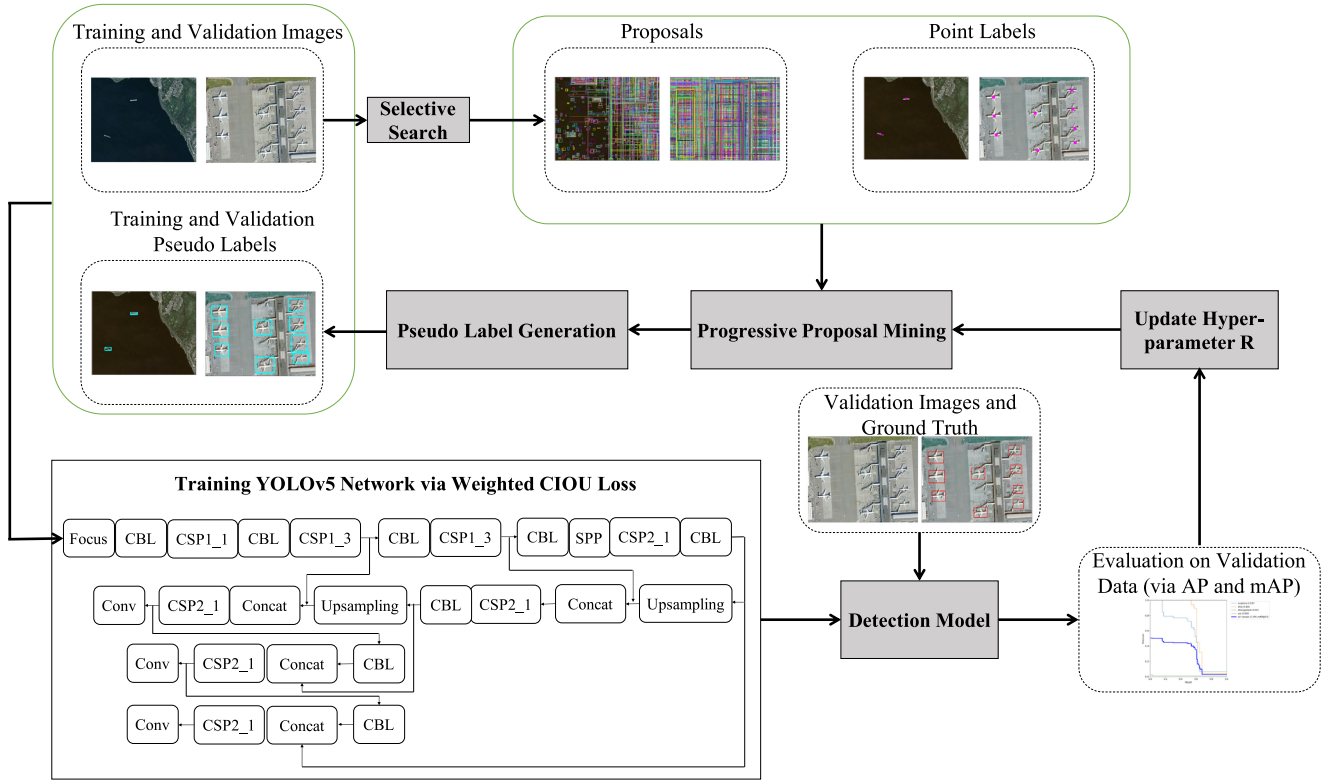 Training and Validation Images
Proposals
Point Labels
Selective
Search
Training and Validation
Pseudo Labels
Pseudo Label Generation
Progressive Proposal Mining
Update Hyper-
parameter R
Validation Images and
Ground Truth
Training YOLOv5 Network via Weighted CIOU Loss
Focus
CBL
CSP1_1
CBL
CSP1_3
CBL
CSP1_3
CBL
SPP
CSP2_1
CBL
Conv
CSP2_1
Concat
Upsampling
CBL
CSP2_1
Concat
Upsampling
Conv
CSP2_1
Concat
CBL
Conv
CSP2_1
Concat
CBL
Detection Model
Evaluation on Validation
Data (via AP and mAP)